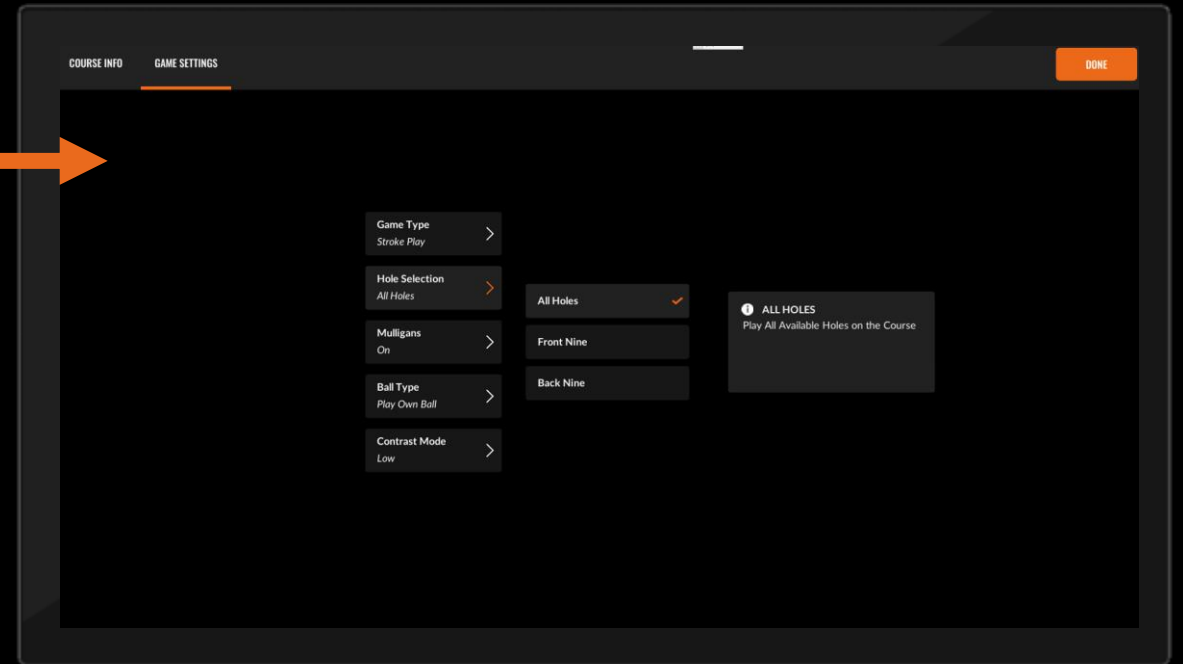 COURSE INFO
GAME SETTINGS
DONE
Game Type
Stroke Play
Hole Selection
All Holes
Mulligans
On
Ball Type
Play Own Ball
Contrast Mode
Low
All Holes
Front Nine
Back Nine
ALL HOLES
Play All Available Holes on the Course